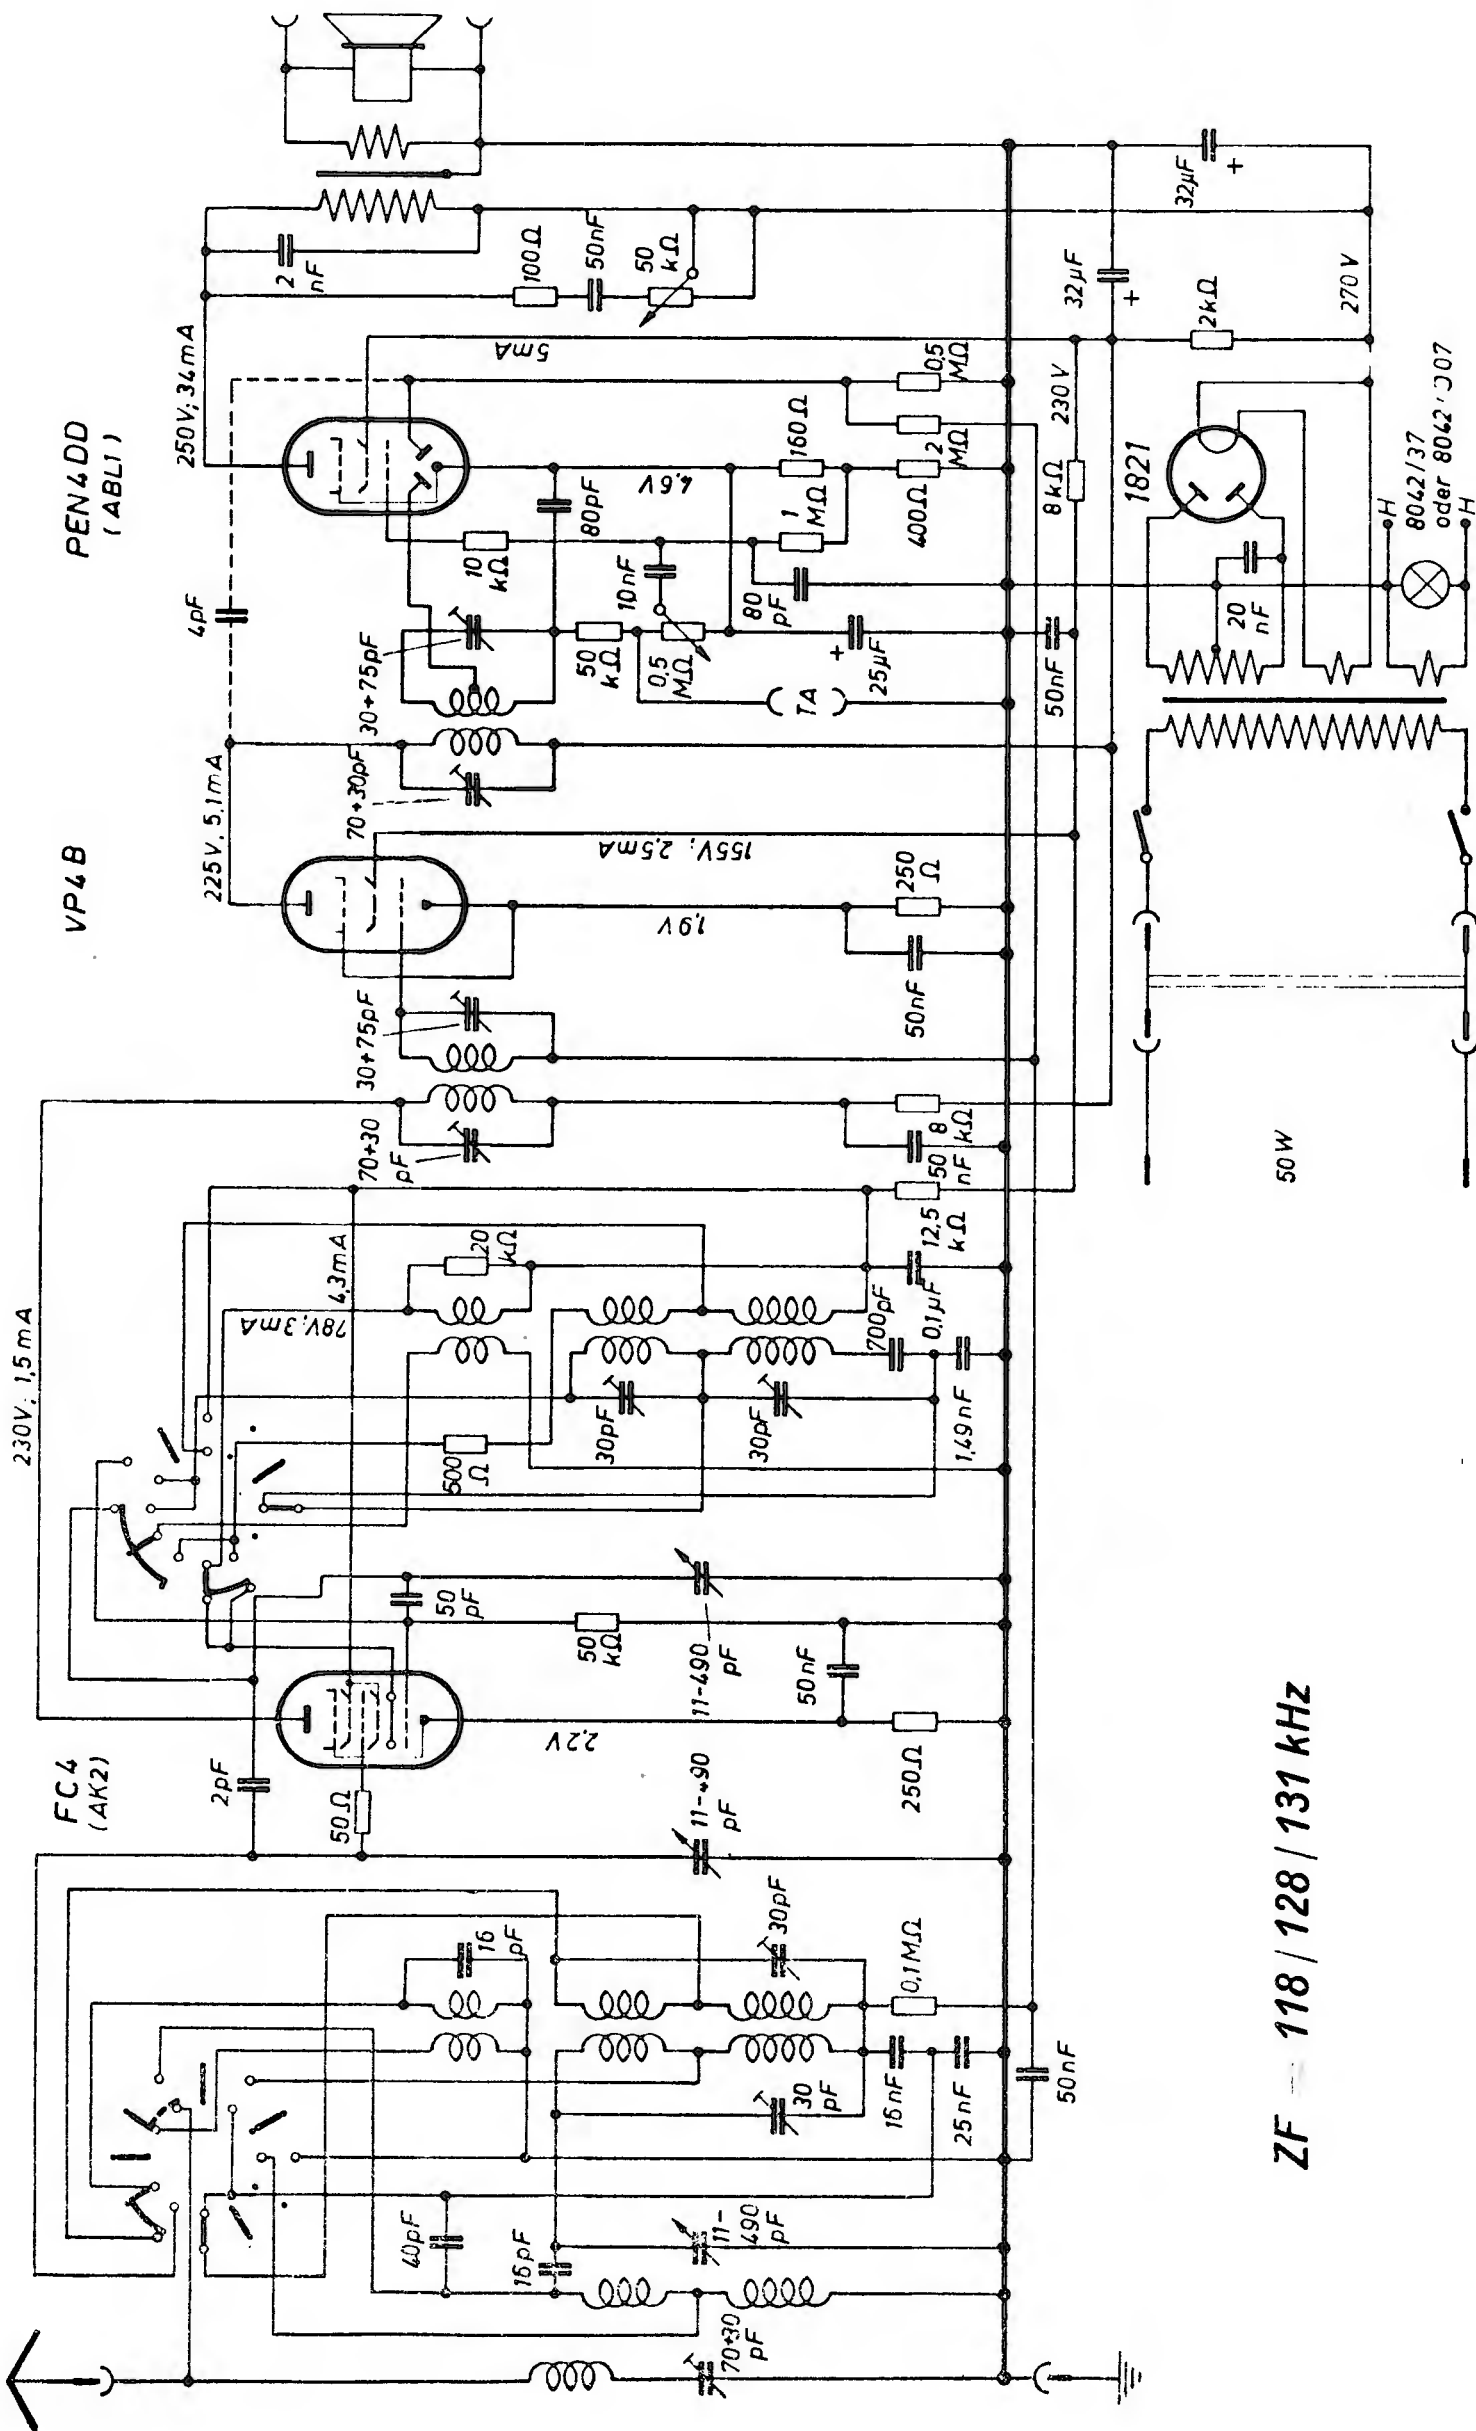 PEN4DD
(ABL1)
VP4B
FC4
(AK2)
250V; 34mA
2
nF
100Ω
50nF
50
kΩ
5mA
4pF
225V, 5,1mA
230V; 1,5mA
32µF
32µF
+
+
270V
2kΩ
0,5
MΩ
2
MΩ
230V
8kΩ
160Ω
1
MΩ
400Ω
4,6V
80pF
10
kΩ
10nF
80
pF
30+75pF
50
kΩ
0,5
MΩ
+
25µF
TA
50nF
1821
20
nF
H
8042/37
oder 8042/
H
70+30pF
155V; 2,5mA
1,9V
250
Ω
50nF
30+75pF
70+30
pF
8
kΩ
50
nF
12,5
kΩ
4,3mA
78V; 3mA
20
kΩ
700pF
0,1µF
1,49nF
30pF
30pF
500
Ω
50
pF
50
kΩ
11-490
pF
50nF
2,2V
250Ω
2pF
50Ω
pF
16
pF
30pF
0,1MΩ
30
pF
16nF
25nF
50nF
40pF
16pF
11-
490
pF
70+30
pF
50W
ZF – 118/128/131 kHz